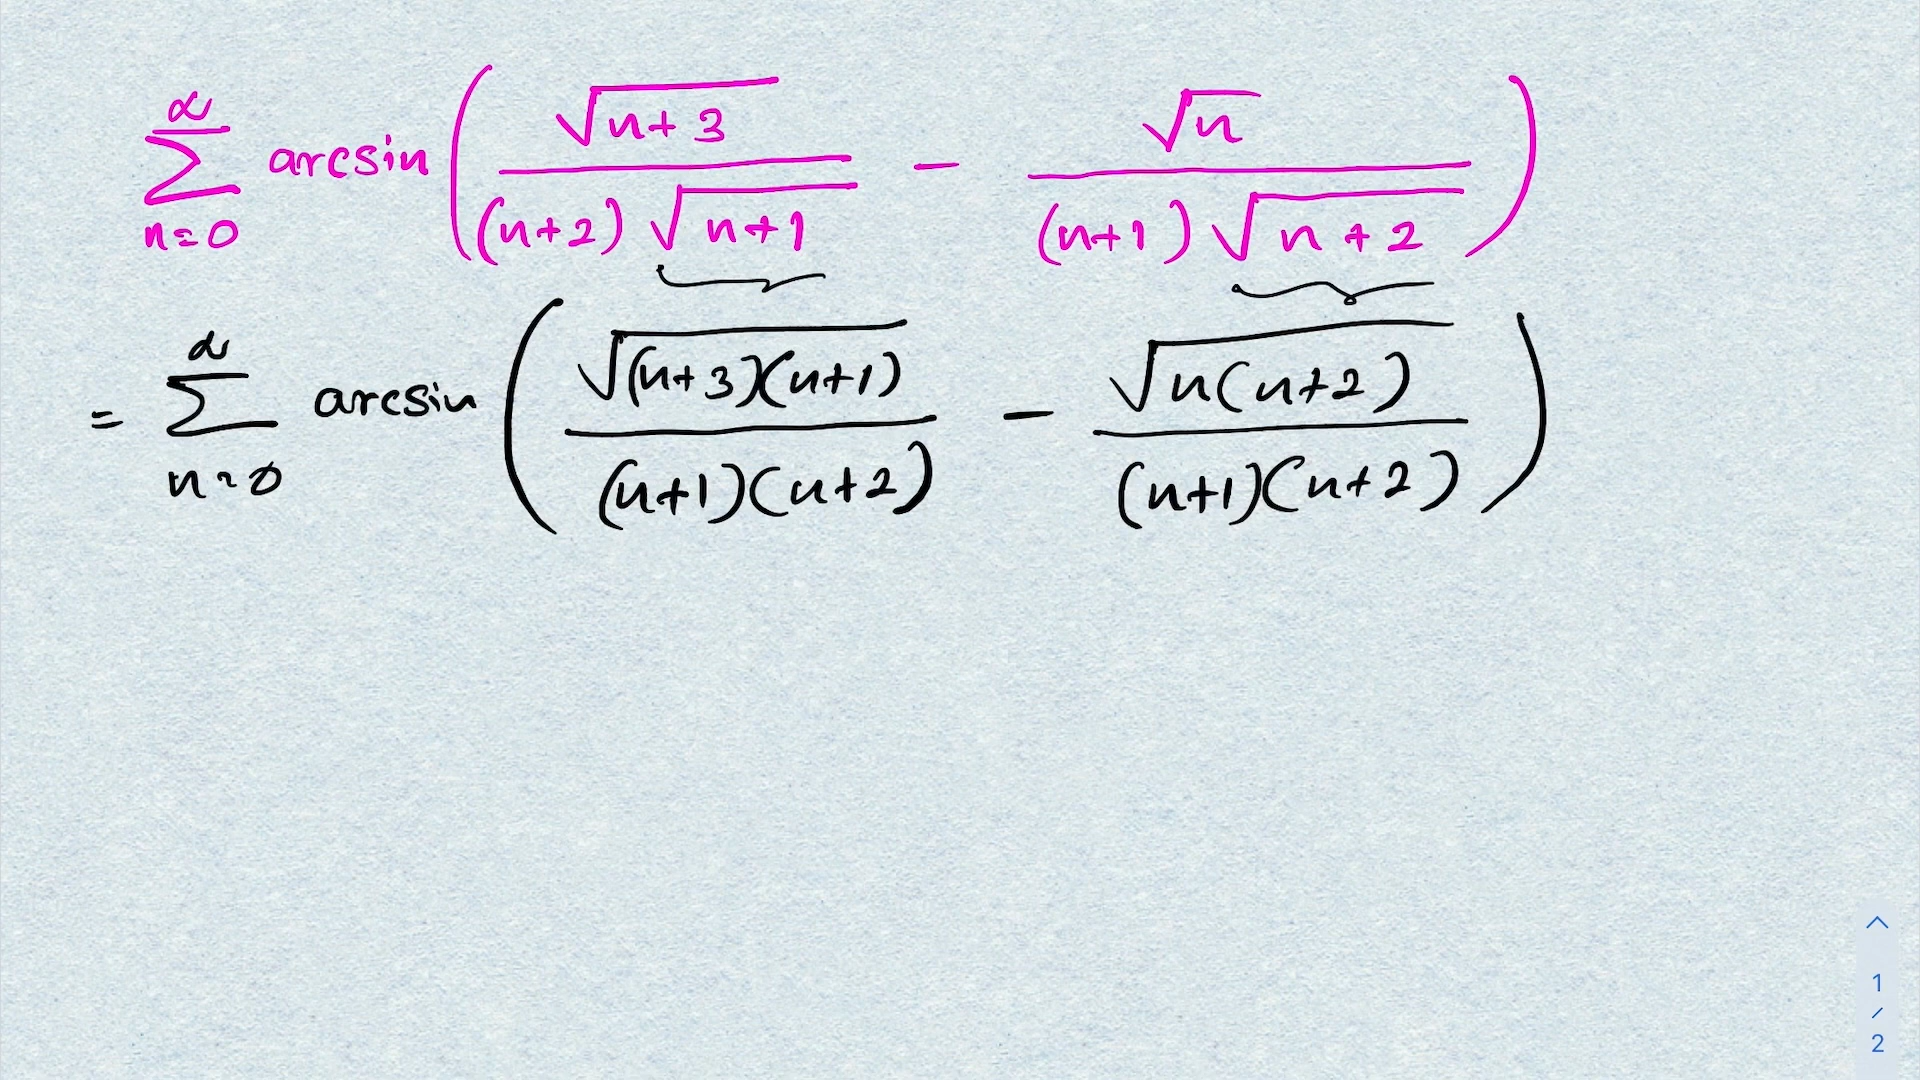 ∑_{n=0}^{∞} arcsin ( √(n+3) / ((n+2)√(n+1)) − √n / ((n+1)√(n+2)) )
= ∑_{n=0}^{∞} arcsin ( √((n+3)(n+1)) / ((n+1)(n+2)) − √(n(n+2)) / ((n+1)(n+2)) )
1
/
2